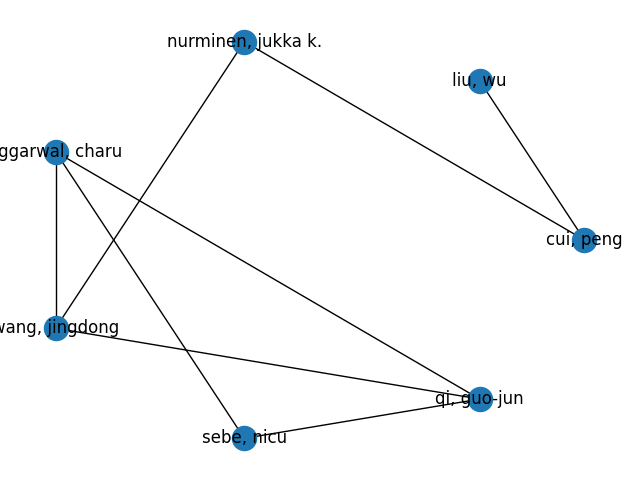 nurminen, jukka k.
liu, wu
ggarwal, charu
cui, peng
wang, jingdong
qi, guo-jun
sebe, nicu